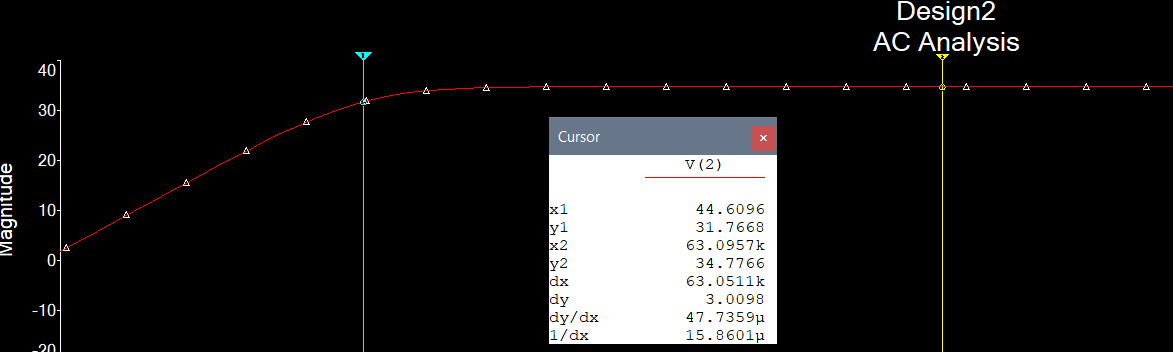 Design2
AC Analysis
Magnitude
40
30
20
10
0
-10
-20
Cursor
V(2)
x1 44.6096
y1 31.7668
x2 63.0957k
y2 34.7766
dx 63.0511k
dy 3.0098
dy/dx 47.7359µ
1/dx 15.8601µ